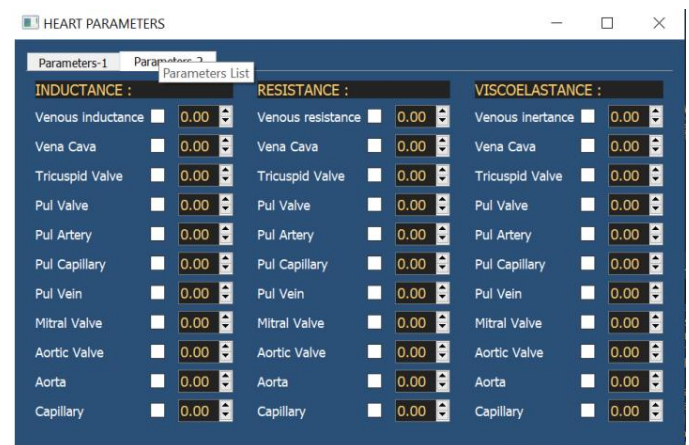 HEART PARAMETERS
Parameters-1 Parameters-2
Parameters List
INDUCTANCE : RESISTANCE : VISCOELASTANCE :
Venous inductance 0.00 Venous resistance 0.00 Venous inertance 0.00
Vena Cava 0.00 Vena Cava 0.00 Vena Cava 0.00
Tricuspid Valve 0.00 Tricuspid Valve 0.00 Tricuspid Valve 0.00
Pul Valve 0.00 Pul Valve 0.00 Pul Valve 0.00
Pul Artery 0.00 Pul Artery 0.00 Pul Artery 0.00
Pul Capillary 0.00 Pul Capillary 0.00 Pul Capillary 0.00
Pul Vein 0.00 Pul Vein 0.00 Pul Vein 0.00
Mitral Valve 0.00 Mitral Valve 0.00 Mitral Valve 0.00
Aortic Valve 0.00 Aortic Valve 0.00 Aortic Valve 0.00
Aorta 0.00 Aorta 0.00 Aorta 0.00
Capillary 0.00 Capillary 0.00 Capillary 0.00